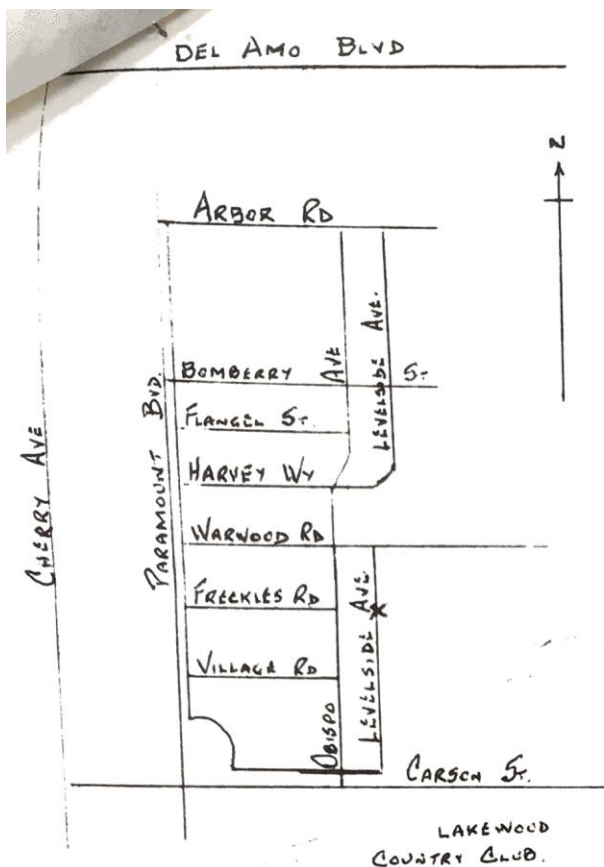 DEL AMO BLVD
N
ARBOR RD
LEVELSIDE AVE.
AVE
BOMBERRY ST.
FLANGEL ST.
HARVEY WY
PARAMOUNT BVD.
CHERRY AVE
WARWOOD RD
FRECKLES RD
LEVELSIDE AVE.
X
VILLAGE RD
OBISPO
CARSON ST.
LAKEWOOD
COUNTRY CLUB.